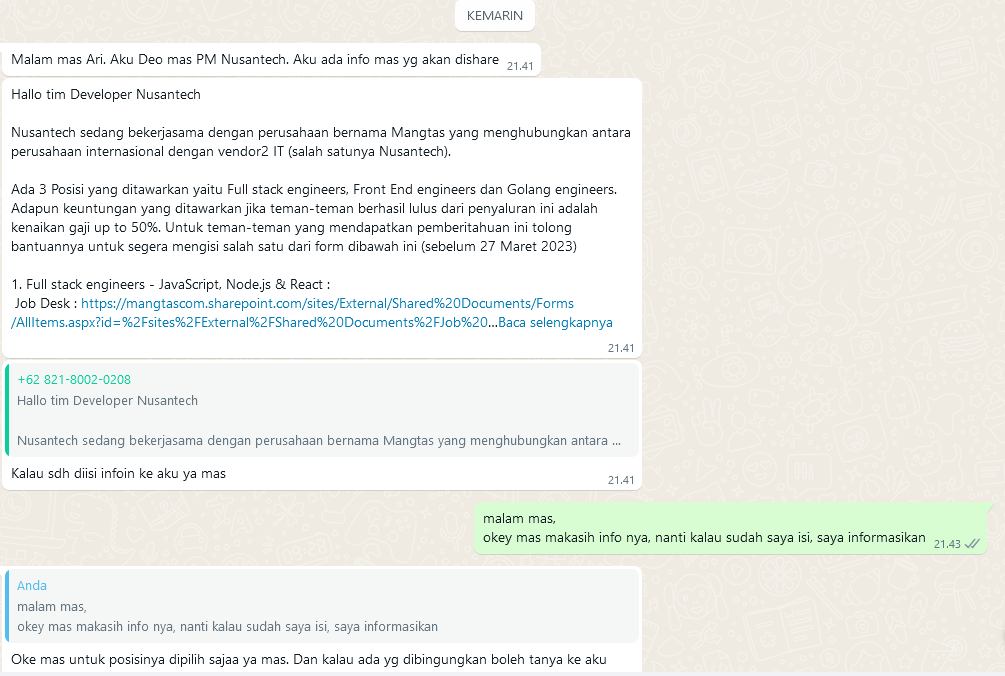 KEMARIN
Malam mas Ari. Aku Deo mas PM Nusantech. Aku ada info mas yg akan dishare
21.41
Hallo tim Developer Nusantech
Nusantech sedang bekerjasama dengan perusahaan bernama Mangtas yang menghubungkan antara
perusahaan internasional dengan vendor2 IT (salah satunya Nusantech).
Ada 3 Posisi yang ditawarkan yaitu Full stack engineers, Front End engineers dan Golang engineers.
Adapun keuntungan yang ditawarkan jika teman-teman berhasil lulus dari penyaluran ini adalah
kenaikan gaji up to 50%. Untuk teman-teman yang mendapatkan pemberitahuan ini tolong
bantuannya untuk segera mengisi salah satu dari form dibawah ini (sebelum 27 Maret 2023)
1. Full stack engineers - JavaScript, Node.js & React :
Job Desk : https://mangtascom.sharepoint.com/sites/External/Shared%20Documents/Forms
/AllItems.aspx?id=%2Fsites%2FExternal%2FShared%20Documents%2FJob%20...Baca selengkapnya
21.41
+62 821-8002-0208
Hallo tim Developer Nusantech
Nusantech sedang bekerjasama dengan perusahaan bernama Mangtas yang menghubungkan antara ...
Kalau sdh diisi infoin ke aku ya mas
21.41
malam mas,
okey mas makasih info nya, nanti kalau sudah saya isi, saya informasikan
21.43
Anda
malam mas,
okey mas makasih info nya, nanti kalau sudah saya isi, saya informasikan
Oke mas untuk posisinya dipilih sajaa ya mas. Dan kalau ada yg dibingungkan boleh tanya ke aku